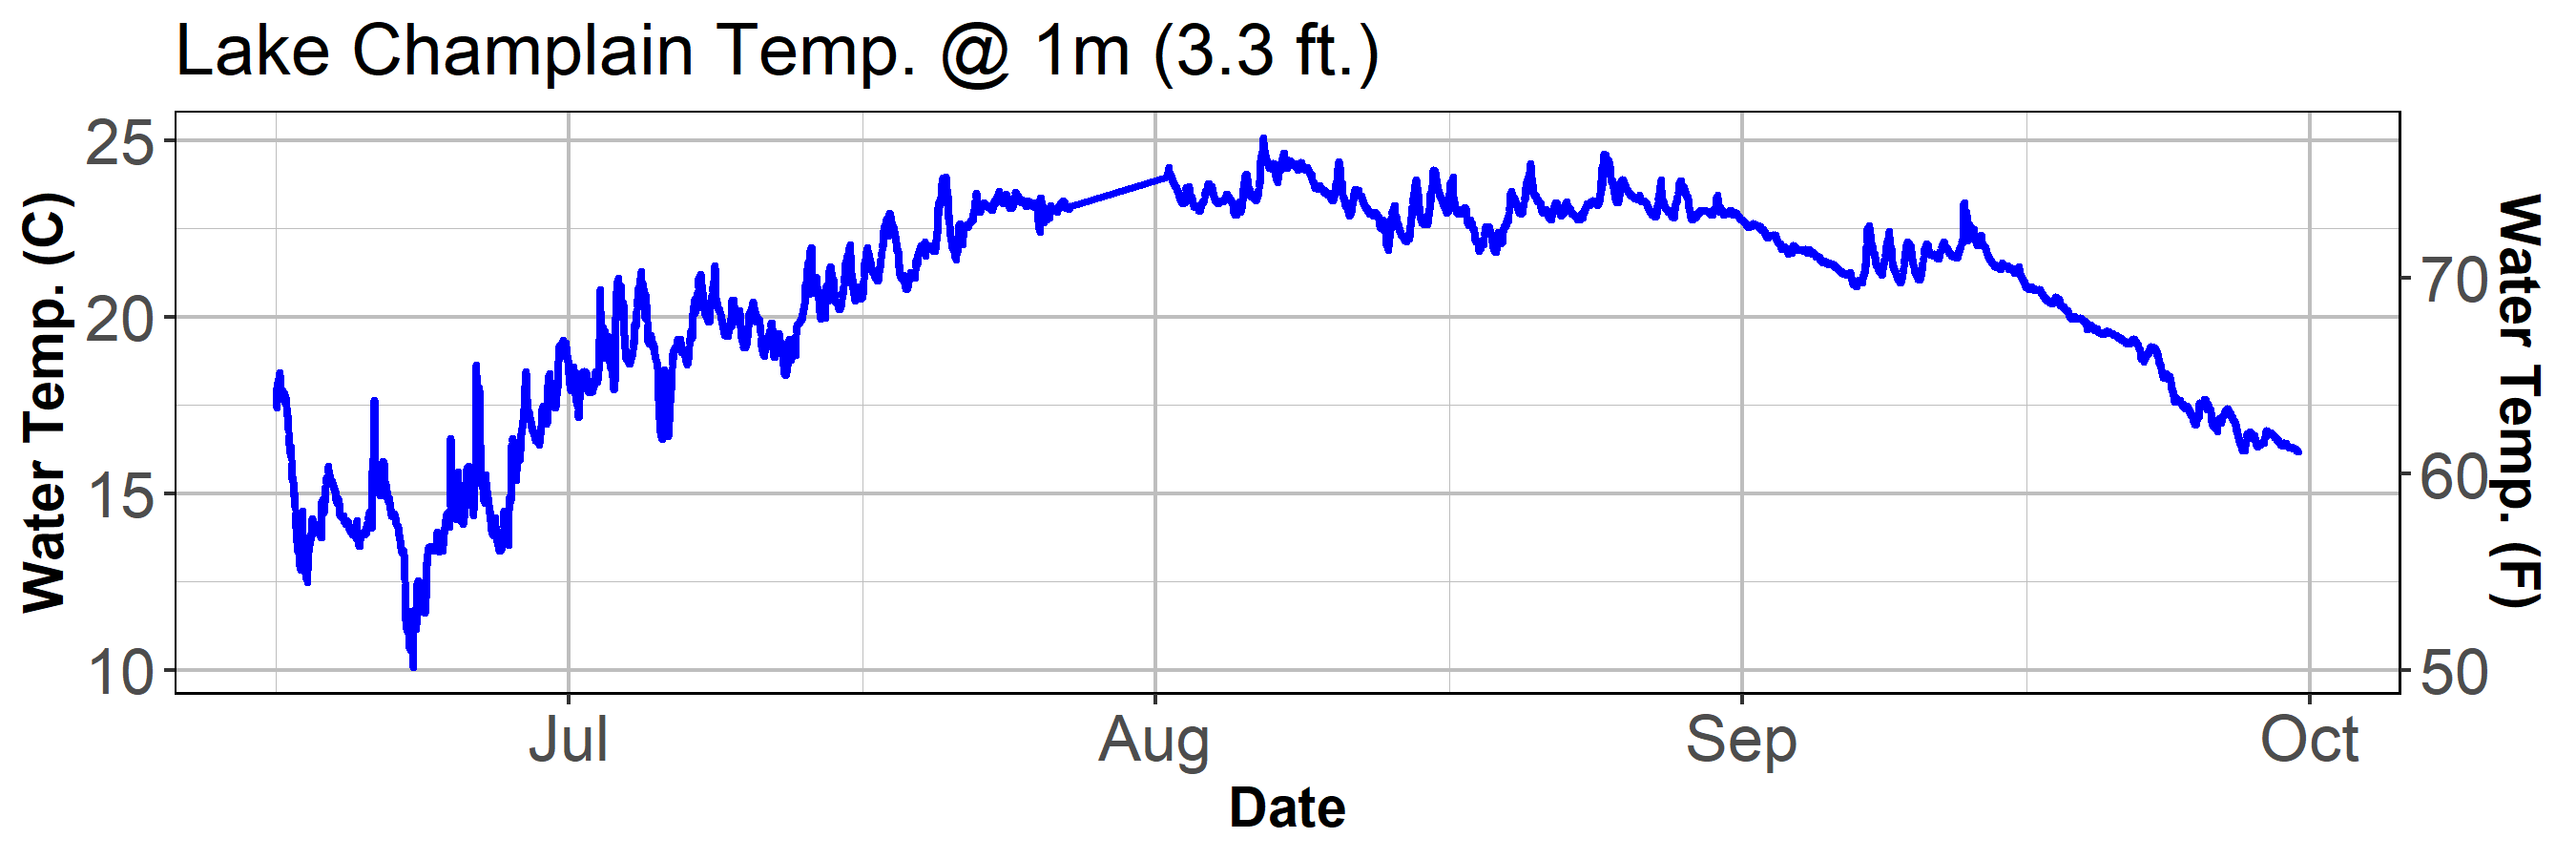 Lake Champlain Temp. @ 1m (3.3 ft.)
Water Temp. (C)
25
20
15
10
70
60
50
Water Temp. (F)
Jul Aug Sep Oct
Date